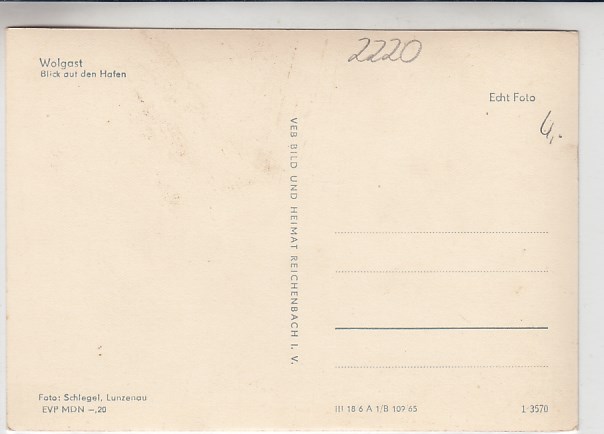 2220
Wolgast
Blick auf den Hafen
Echt Foto
4,-
VEB BILD UND HEIMAT REICHENBACH I. V.
Foto: Schlegel, Lunzenau
EVP MDN –,20
III 18 6 A 1/B 109 65
1-3570